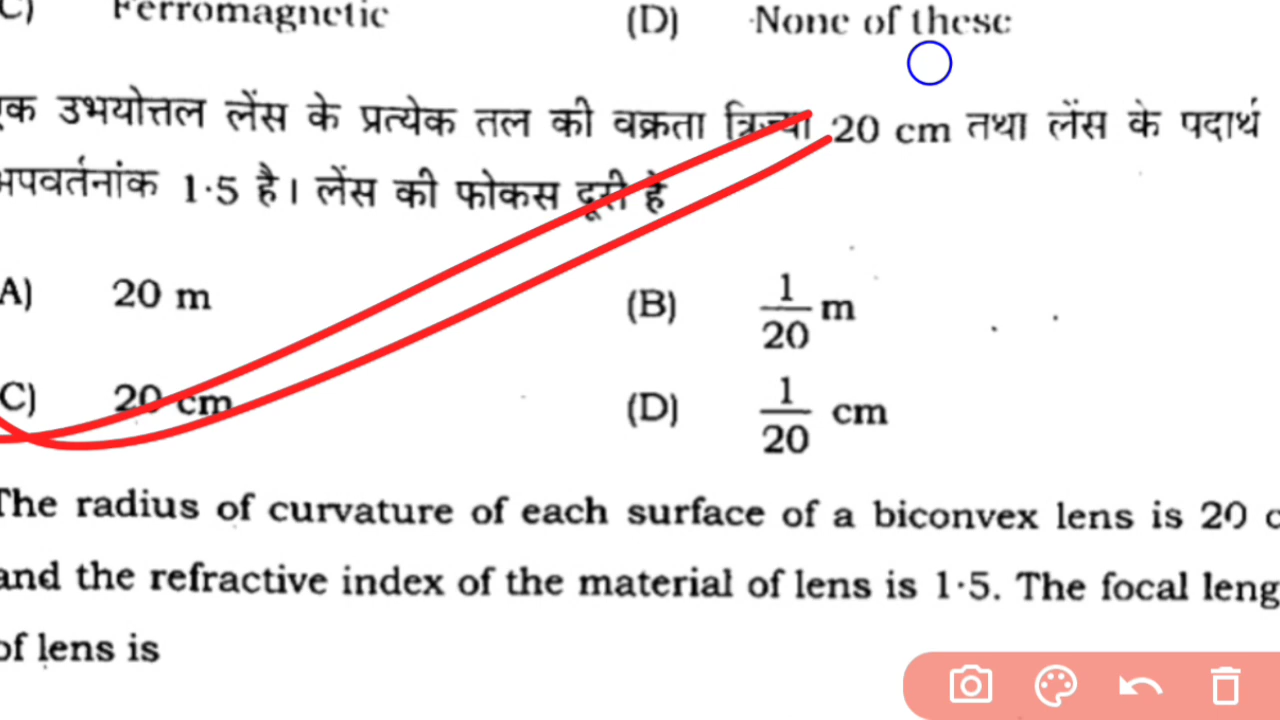 C) Ferromagnetic (D) None of these
एक उभयोत्तल लेंस के प्रत्येक तल की वक्रता त्रिज्या 20 cm तथा लेंस के पदार्थ
अपवर्तनांक 1·5 है। लेंस की फोकस दूरी है
A) 20 m (B) 1/20 m
C) 20 cm (D) 1/20 cm
The radius of curvature of each surface of a biconvex lens is 20 c
and the refractive index of the material of lens is 1·5. The focal leng
of lens is